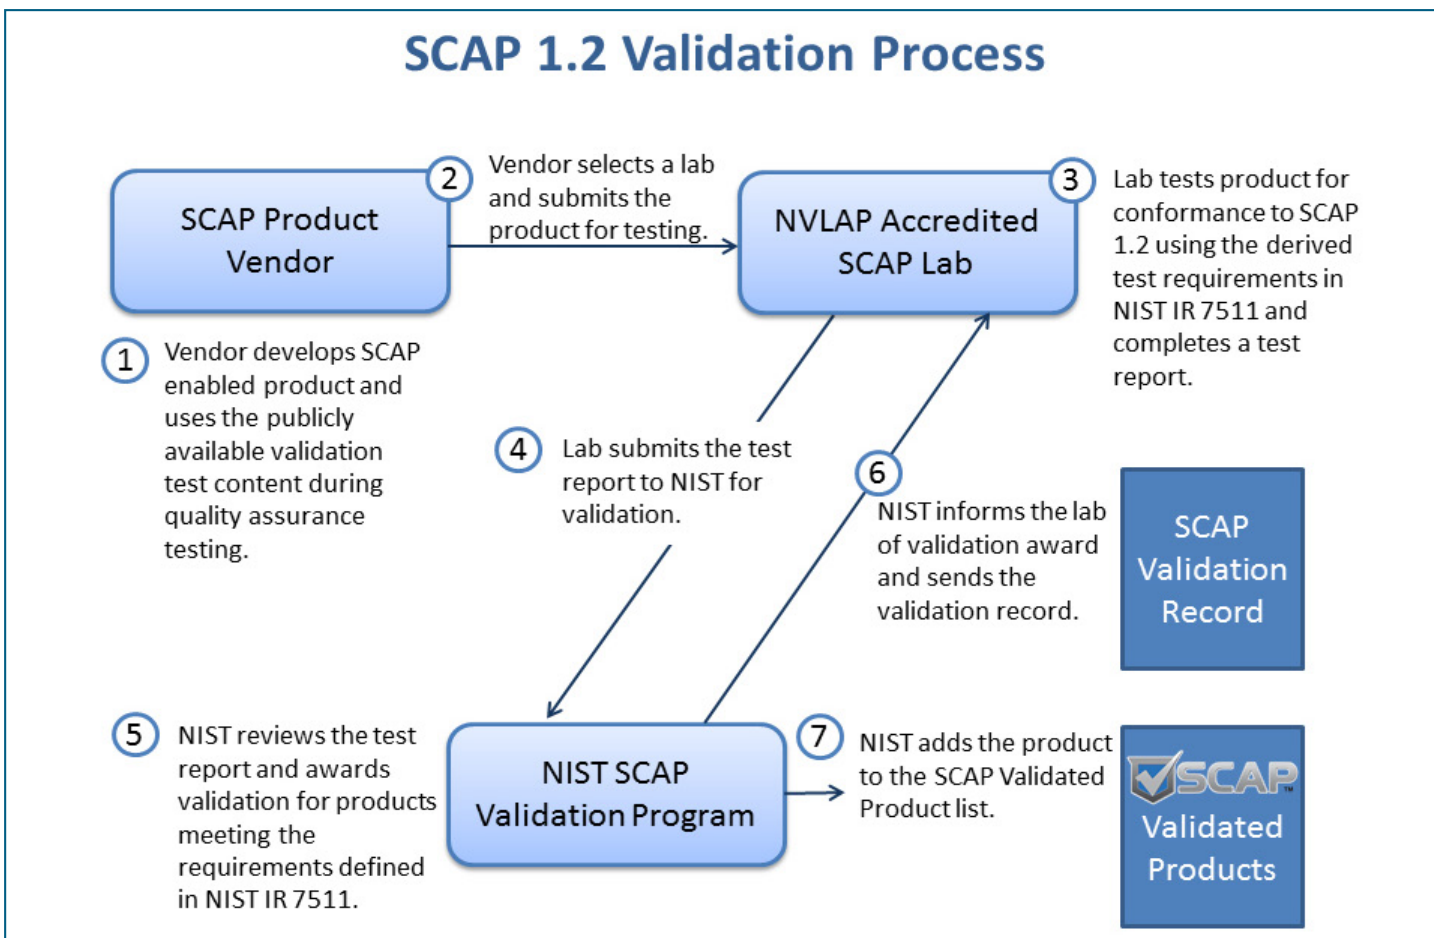 SCAP 1.2 Validation Process
SCAP Product
Vendor
1
Vendor develops SCAP
enabled product and
uses the publicly
available validation
test content during
quality assurance
testing.
2
Vendor selects a lab
and submits the
product for testing.
NVLAP Accredited
SCAP Lab
3
Lab tests product for
conformance to SCAP
1.2 using the derived
test requirements in
NIST IR 7511 and
completes a test
report.
4
Lab submits the test
report to NIST for
validation.
5
NIST reviews the test
report and awards
validation for products
meeting the
requirements defined
in NIST IR 7511.
NIST SCAP
Validation Program
6
NIST informs the lab
of validation award
and sends the
validation record.
SCAP
Validation
Record
7
NIST adds the product
to the SCAP Validated
Product list.
SCAP™
Validated
Products